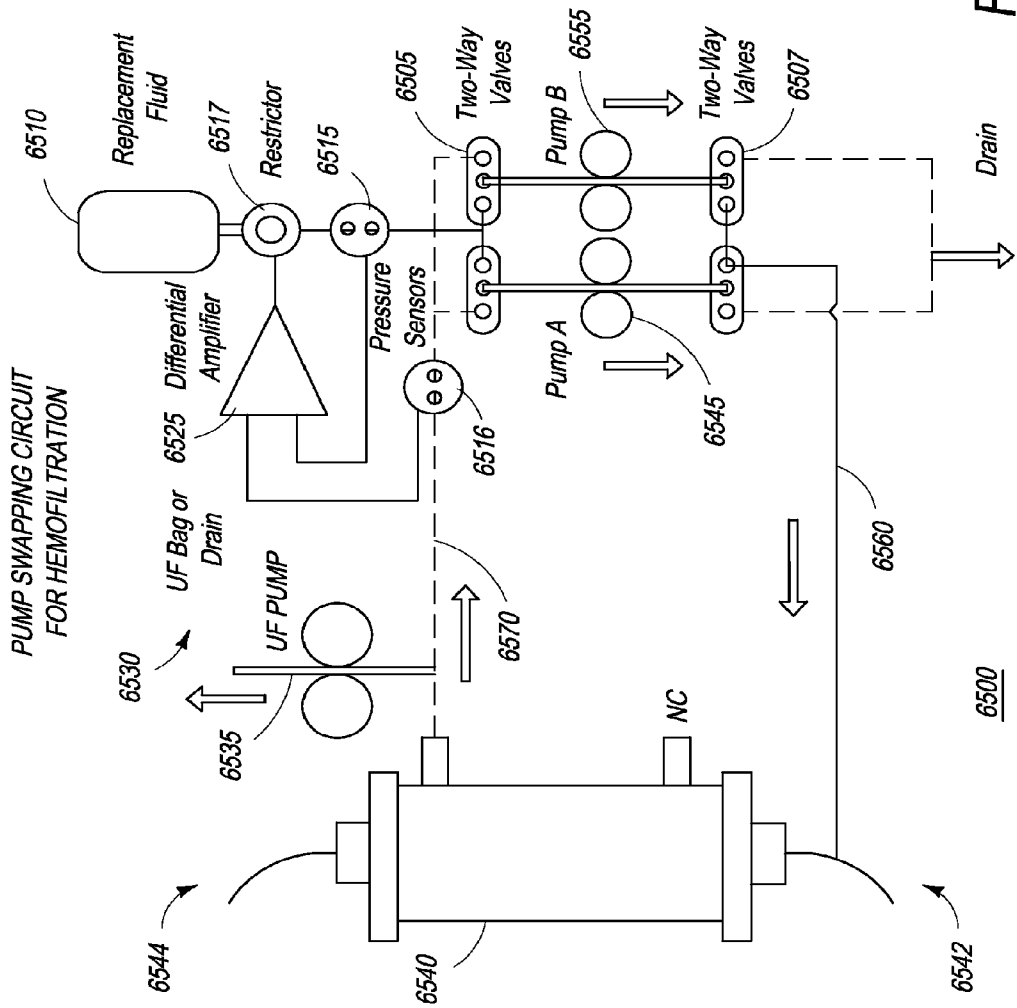 PUMP SWAPPING CIRCUIT
FOR HEMOFILTRATION
6510
Replacement
Fluid
6517
Restrictor
6515
6505
Two-Way
Valves
6525
Differential
Amplifier
Pressure
Sensors
6516
UF Bag or
Drain
6530
UF PUMP
6535
6570
Pump B
6555
Pump A
6545
Two-Way
Valves
6507
Drain
6560
NC
6544
6540
6542
6500
F